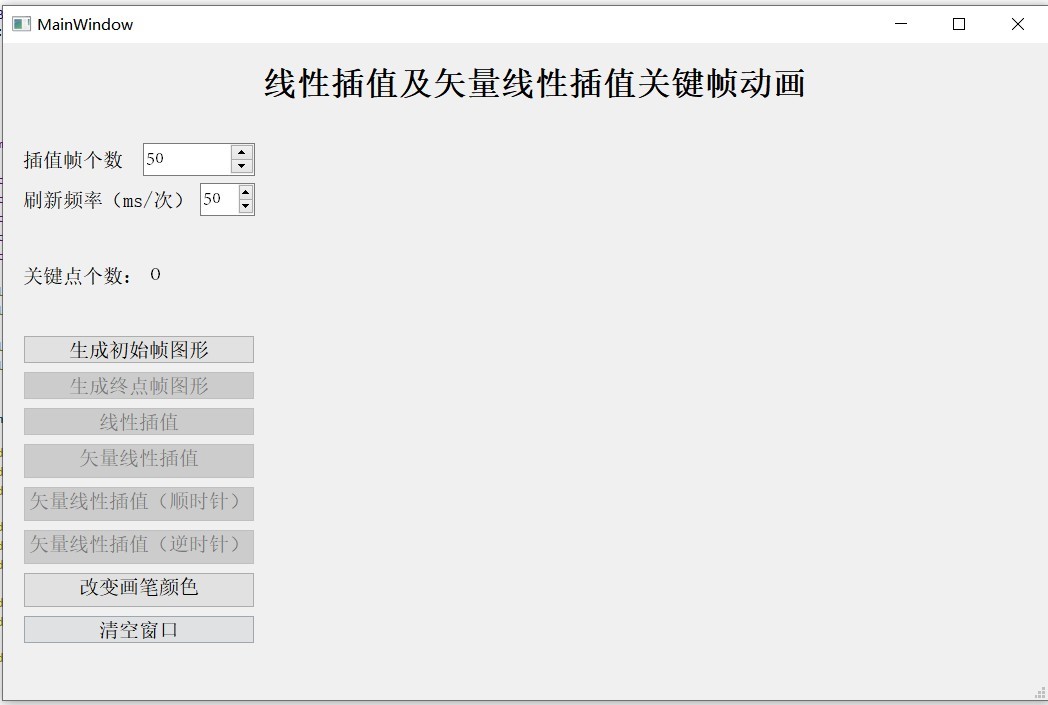 MainWindow
线性插值及矢量线性插值关键帧动画
插值帧个数 50
刷新频率（ms/次） 50
关键点个数： 0
生成初始帧图形
生成终点帧图形
线性插值
矢量线性插值
矢量线性插值（顺时针）
矢量线性插值（逆时针）
改变画笔颜色
清空窗口